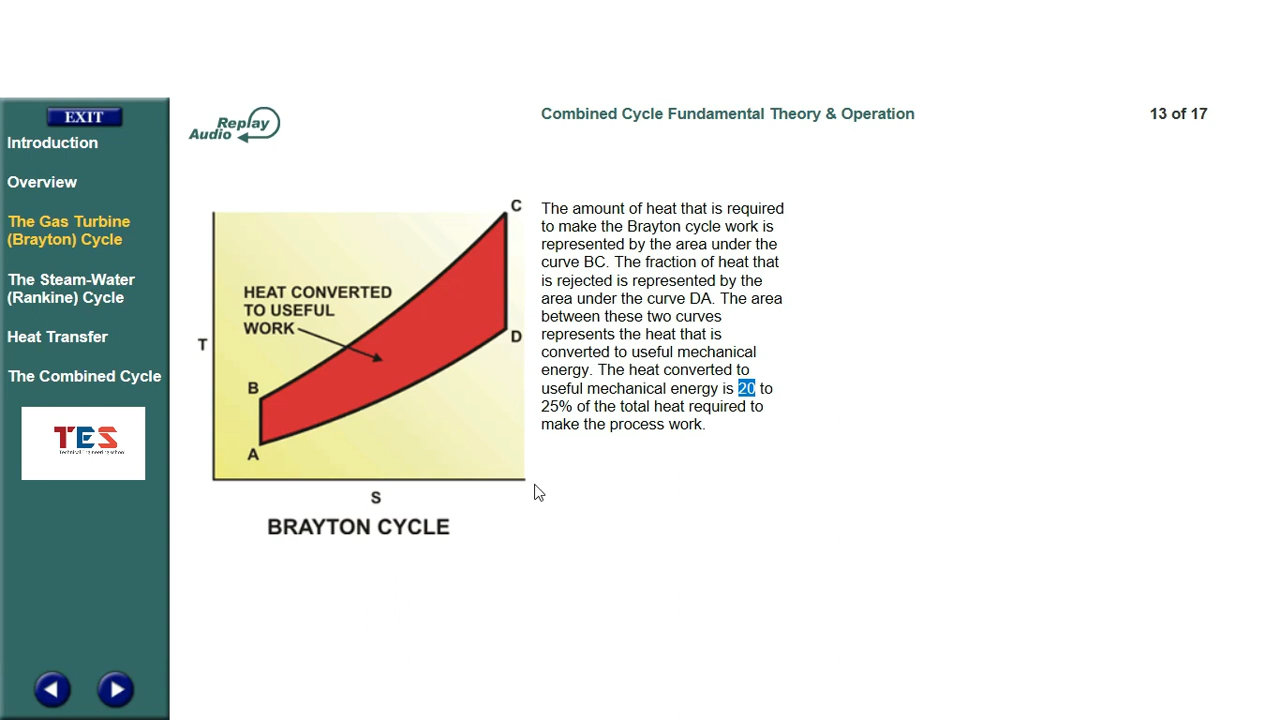 EXIT
Introduction
Overview
The Gas Turbine
(Brayton) Cycle
The Steam-Water
(Rankine) Cycle
Heat Transfer
The Combined Cycle
TES
Replay
Audio
Combined Cycle Fundamental Theory & Operation
13 of 17
C
HEAT CONVERTED
TO USEFUL
WORK
T
D
B
A
S
BRAYTON CYCLE
The amount of heat that is required
to make the Brayton cycle work is
represented by the area under the
curve BC. The fraction of heat that
is rejected is represented by the
area under the curve DA. The area
between these two curves
represents the heat that is
converted to useful mechanical
energy. The heat converted to
useful mechanical energy is 20 to
25% of the total heat required to
make the process work.